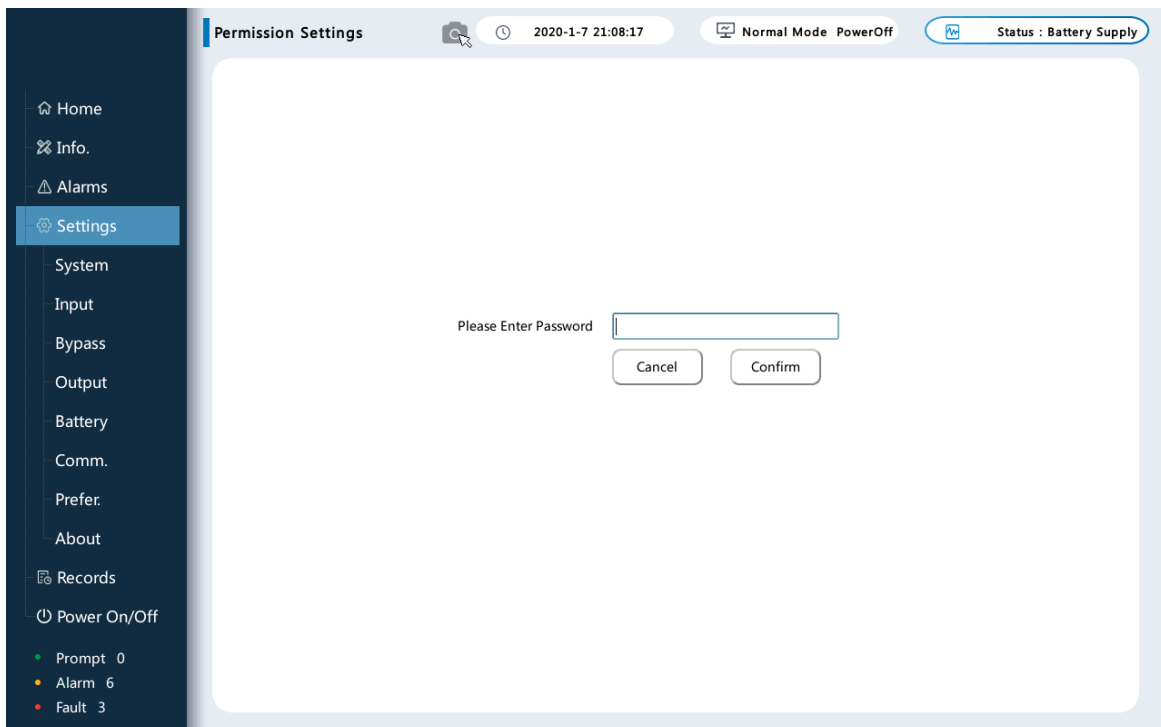 Permission Settings
2020-1-7 21:08:17
Normal Mode PowerOff
Status : Battery Supply
Home
Info.
Alarms
Settings
System
Input
Bypass
Output
Battery
Comm.
Prefer.
About
Records
Power On/Off
Prompt 0
Alarm 6
Fault 3
Please Enter Password
Cancel
Confirm